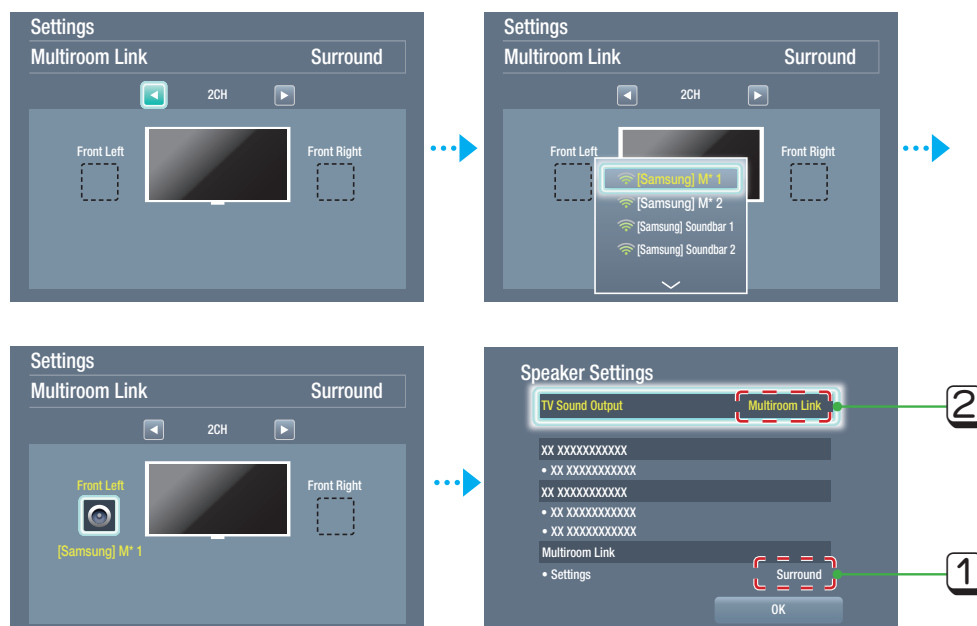 Settings
Multiroom Link Surround
2CH
Front Left Front Right
Settings
Multiroom Link Surround
2CH
Front Left Front Right
[Samsung] M* 1
[Samsung] M* 2
[Samsung] Soundbar 1
[Samsung] Soundbar 2
Settings
Multiroom Link Surround
2CH
Front Left Front Right
[Samsung] M* 1
Speaker Settings
TV Sound Output Multiroom Link
2
XX XXXXXXXXXXX
• XX XXXXXXXXXXX
XX XXXXXXXXXXX
• XX XXXXXXXXXXX
• XX XXXXXXXXXXX
Multiroom Link
• Settings Surround
1
OK